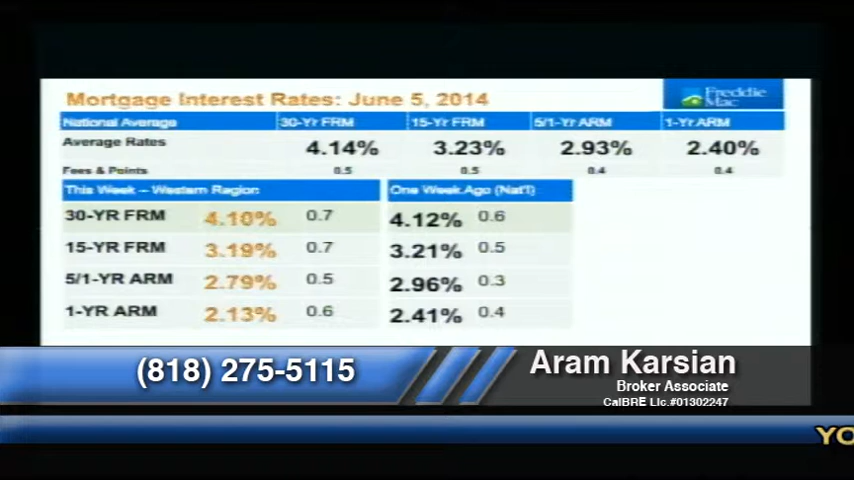 Mortgage Interest Rates: June 5, 2014
Freddie
Mac
National Average 30-Yr FRM 15-Yr FRM 5/1-Yr ARM 1-Yr ARM
Average Rates 4.14% 3.23% 2.93% 2.40%
Fees & Points 0.5 0.5 0.4 0.4
This Week – Western Region One Week Ago (Nat'l)
30-YR FRM 4.10% 0.7 4.12% 0.6
15-YR FRM 3.19% 0.7 3.21% 0.5
5/1-YR ARM 2.79% 0.5 2.96% 0.3
1-YR ARM 2.13% 0.6 2.41% 0.4
(818) 275-5115
Aram Karsian
Broker Associate
CalBRE Lic.#01302247
YO